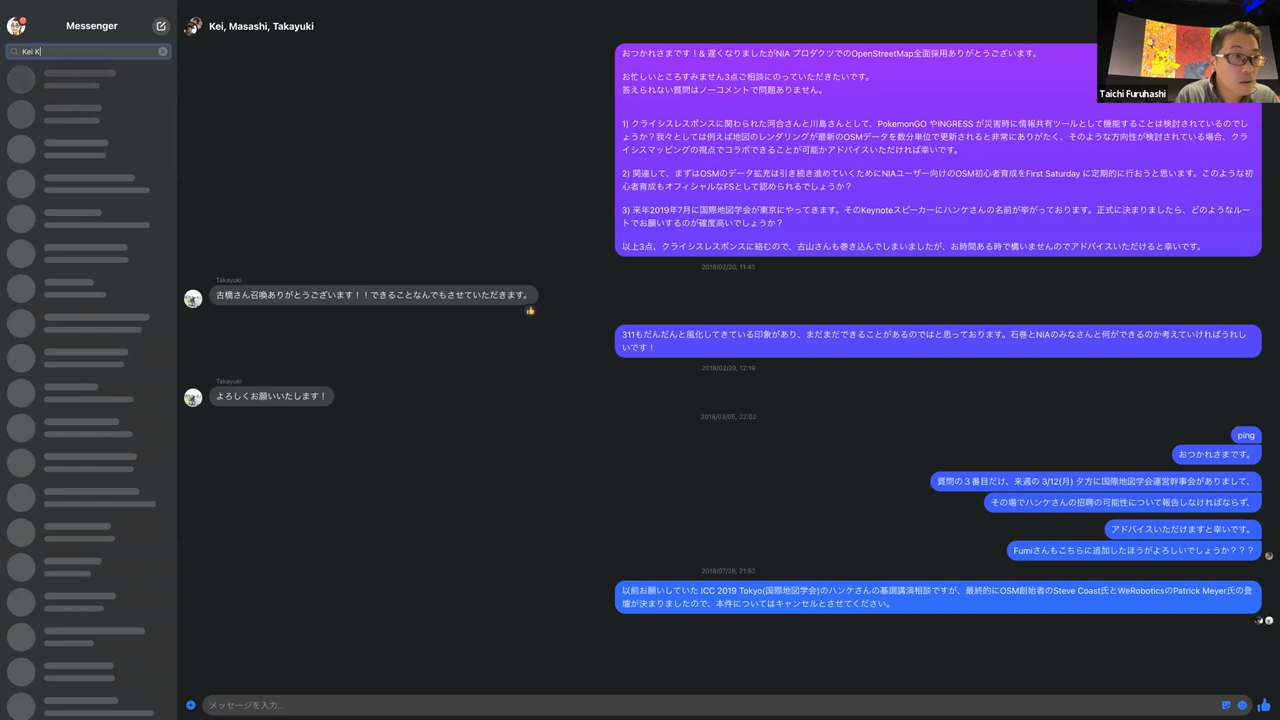 Messenger
Kei K
Kei, Masashi, Takayuki
おつかれさまです！& 遅くなりましたがNIA プロダクツでのOpenStreetMap全面採用ありがとうございます。
お忙しいところすみません3点ご相談にのっていただきたいです。
答えられない質問はノーコメントで問題ありません。
1) クライシスレスポンスに関わられた河合さんと川島さんとして、PokemonGO やINGRESS が災害時に情報共有ツールとして機能することは検討されているのでし
ょうか？我々としては例えば地図のレンダリングが最新のOSMデータを数分単位で更新されると非常にありがたく、そのような方向性が検討されている場合、クラ
イシスマッピングの視点でコラボできることが可能かアドバイスいただければ幸いです。
2) 関連して、まずはOSMのデータ拡充は引き続き進めていくためにNIAユーザー向けのOSM初心者育成をFirst Saturday に定期的に行おうと思います。このような初
心者育成もオフィシャルなFSとして認められるでしょうか？
3) 来年2019年7月に国際地図学会が東京にやってきます。そのKeynoteスピーカーにハンケさんの名前が挙がっております。正式に決まりましたら、どのようなルー
トでお願いするのが確度高いでしょうか？
以上3点、クライシスレスポンスに絡むので、古山さんも巻き込んでしまいましたが、お時間ある時で構いませんのでアドバイスいただけると幸いです。
2018/02/20, 11:45
Takayuki
古橋さん召喚ありがとうございます！！できることなんでもさせていただきます。
311もだんだんと風化してきている印象があり、まだまだできることがあるのではと思っております。石巻とNIAのみなさんと何ができるのか考えていければうれし
いです！
2018/02/20, 12:19
Takayuki
よろしくお願いいたします！
2018/03/05, 22:02
ping
おつかれさまです。
質問の３番目だけ、来週の 3/12(月) 夕方に国際地図学会運営幹事会がありまして、
その場でハンケさんの招聘の可能性について報告しなければならず、
アドバイスいただけますと幸いです。
Fumiさんもこちらに追加したほうがよろしいでしょうか？？？
2018/07/28, 21:52
以前お願いしていた ICC 2019 Tokyo(国際地図学会)のハンケさんの基調講演相談ですが、最終的にOSM創始者のSteve Coast氏とWeRoboticsのPatrick Meyer氏の登
壇が決まりましたので、本件についてはキャンセルとさせてください。
メッセージを入力...
Taichi Furuhashi